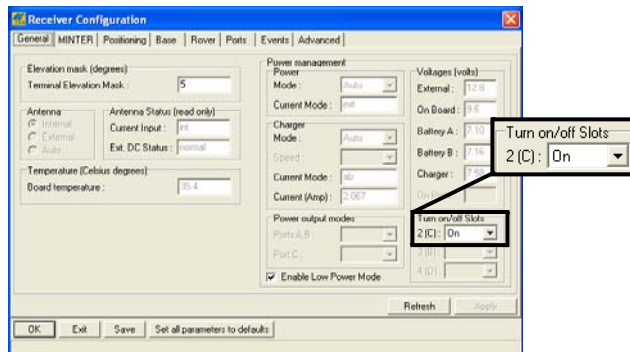 Receiver Configuration
General MINTER Positioning Base Rover Ports Events Advanced
Elevation mask (degrees)
Terminal Elevation Mask : 5
Antenna
Internal
External
Auto
Antenna Status (read only)
Current Input : int
Ext. DC Status : normal
Temperature (Celsius degrees)
Board temperature : 35.4
Power management
Power
Mode : Auto
Current Mode : ext
Charger
Mode : Auto
Speed :
Current Mode : ab
Current (Amp) : 2.067
Power output modes
Ports A,B :
Port C :
Enable Low Power Mode
Voltages (volts)
External : 12.8
On Board : 9.6
Battery A : 7.10
Battery B : 7.16
Charger :
Turn on/off Slots
2 (C) : On
3 (B) :
4 (D) :
Turn on/off Slots
2 (C) : On
Refresh Apply
OK Exit Save Set all parameters to defaults